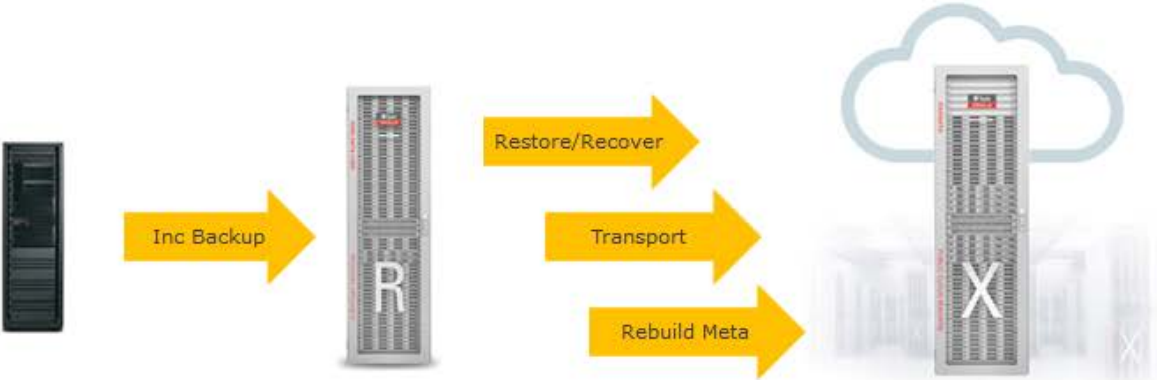 Inc Backup
R
Restore/Recover
Transport
Rebuild Meta
X
X